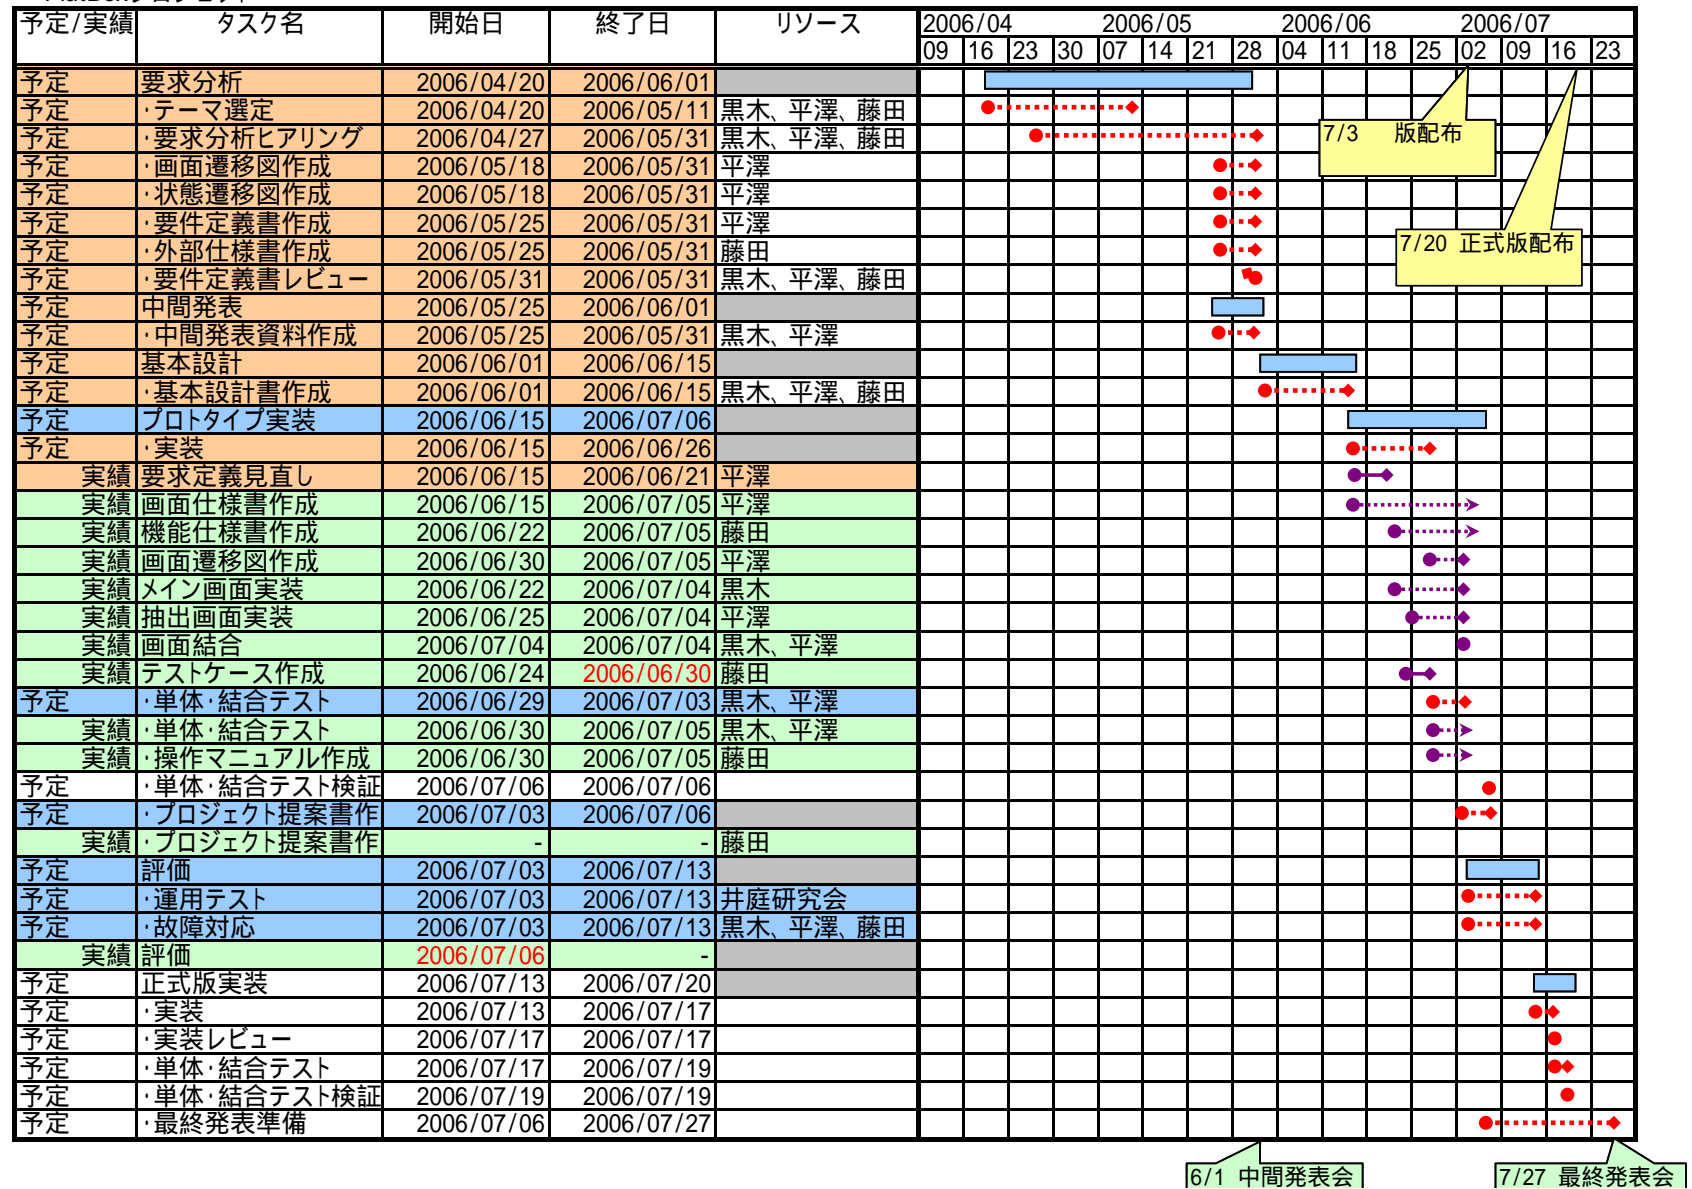 予定/実績 タスク名 開始日 終了日 リソース 2006/04 2006/05 2006/06 2006/07
09 16 23 30 07 14 21 28 04 11 18 25 02 09 16 23
予定 要求分析 2006/04/20 2006/06/01
予定 ・テーマ選定 2006/04/20 2006/05/11 黒木、平澤、藤田
予定 ・要求分析ヒアリング 2006/04/27 2006/05/31 黒木、平澤、藤田
7/3 版配布
予定 ・画面遷移図作成 2006/05/18 2006/05/31 平澤
予定 ・状態遷移図作成 2006/05/18 2006/05/31 平澤
予定 ・要件定義書作成 2006/05/25 2006/05/31 平澤
予定 ・外部仕様書作成 2006/05/25 2006/05/31 藤田
7/20 正式版配布
予定 ・要件定義書レビュー 2006/05/31 2006/05/31 黒木、平澤、藤田
予定 中間発表 2006/05/25 2006/06/01
予定 ・中間発表資料作成 2006/05/25 2006/05/31 黒木、平澤
予定 基本設計 2006/06/01 2006/06/15
予定 ・基本設計書作成 2006/06/01 2006/06/15 黒木、平澤、藤田
予定 プロトタイプ実装 2006/06/15 2006/07/06
予定 ・実装 2006/06/15 2006/06/26
実績 要求定義見直し 2006/06/15 2006/06/21 平澤
実績 画面仕様書作成 2006/06/15 2006/07/05 平澤
実績 機能仕様書作成 2006/06/22 2006/07/05 藤田
実績 画面遷移図作成 2006/06/30 2006/07/05 平澤
実績 メイン画面実装 2006/06/22 2006/07/04 黒木
実績 抽出画面実装 2006/06/25 2006/07/04 平澤
実績 画面結合 2006/07/04 2006/07/04 黒木、平澤
実績 テストケース作成 2006/06/24 2006/06/30 藤田
予定 ・単体・結合テスト 2006/06/29 2006/07/03 黒木、平澤
実績 ・単体・結合テスト 2006/06/30 2006/07/05 黒木、平澤
実績 ・操作マニュアル作成 2006/06/30 2006/07/05 藤田
予定 ・単体・結合テスト検証 2006/07/06 2006/07/06
予定 ・プロジェクト提案書作 2006/07/03 2006/07/06
実績 ・プロジェクト提案書作 - - 藤田
予定 評価 2006/07/03 2006/07/13
予定 ・運用テスト 2006/07/03 2006/07/13 井庭研究会
予定 ・故障対応 2006/07/03 2006/07/13 黒木、平澤、藤田
実績 評価 2006/07/06 -
予定 正式版実装 2006/07/13 2006/07/20
予定 ・実装 2006/07/13 2006/07/17
予定 ・実装レビュー 2006/07/17 2006/07/17
予定 ・単体・結合テスト 2006/07/17 2006/07/19
予定 ・単体・結合テスト検証 2006/07/19 2006/07/19
予定 ・最終発表準備 2006/07/06 2006/07/27
6/1 中間発表会 7/27 最終発表会